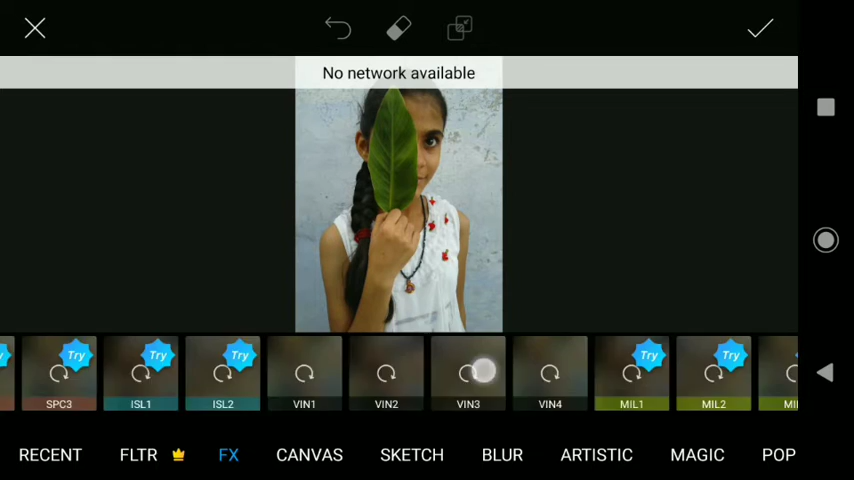 No network available
Try Try Try Try Try
SPC3 ISL1 ISL2 VIN1 VIN2 VIN3 VIN4 MIL1 MIL2
RECENT FLTR FX CANVAS SKETCH BLUR ARTISTIC MAGIC POP